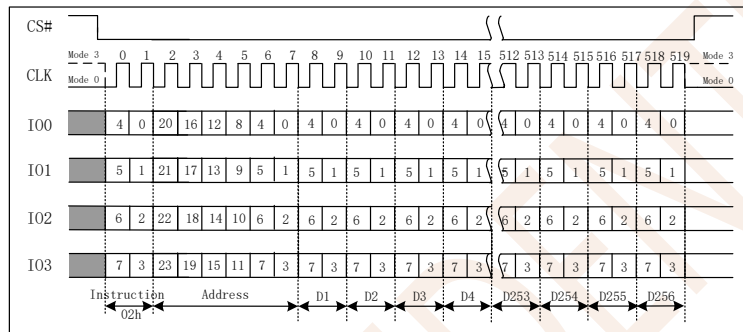 CS#
Mode 3 0 1 2 3 4 5 6 7 8 9 10 11 12 13 14 15 512 513 514 515 516 517 518 519 Mode 3
CLK Mode 0 Mode 0
IO0 4 0 20 16 12 8 4 0 4 0 4 0 4 0 4 0 4 0 4 0 4 0 4 0
IO1 5 1 21 17 13 9 5 1 5 1 5 1 5 1 5 1 5 1 5 1 5 1 5 1
IO2 6 2 22 18 14 10 6 2 6 2 6 2 6 2 6 2 6 2 6 2 6 2 6 2
IO3 7 3 23 19 15 11 7 3 7 3 7 3 7 3 7 3 7 3 7 3 7 3 7 3
Instruction Address D1 D2 D3 D4 D253 D254 D255 D256
02h